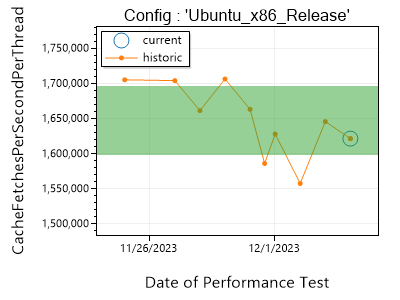 Config : 'Ubuntu_x86_Release'
CacheFetchesPerSecondPerThread
current
historic
1,750,000
1,700,000
1,650,000
1,600,000
1,550,000
1,500,000
11/26/2023 12/1/2023
Date of Performance Test